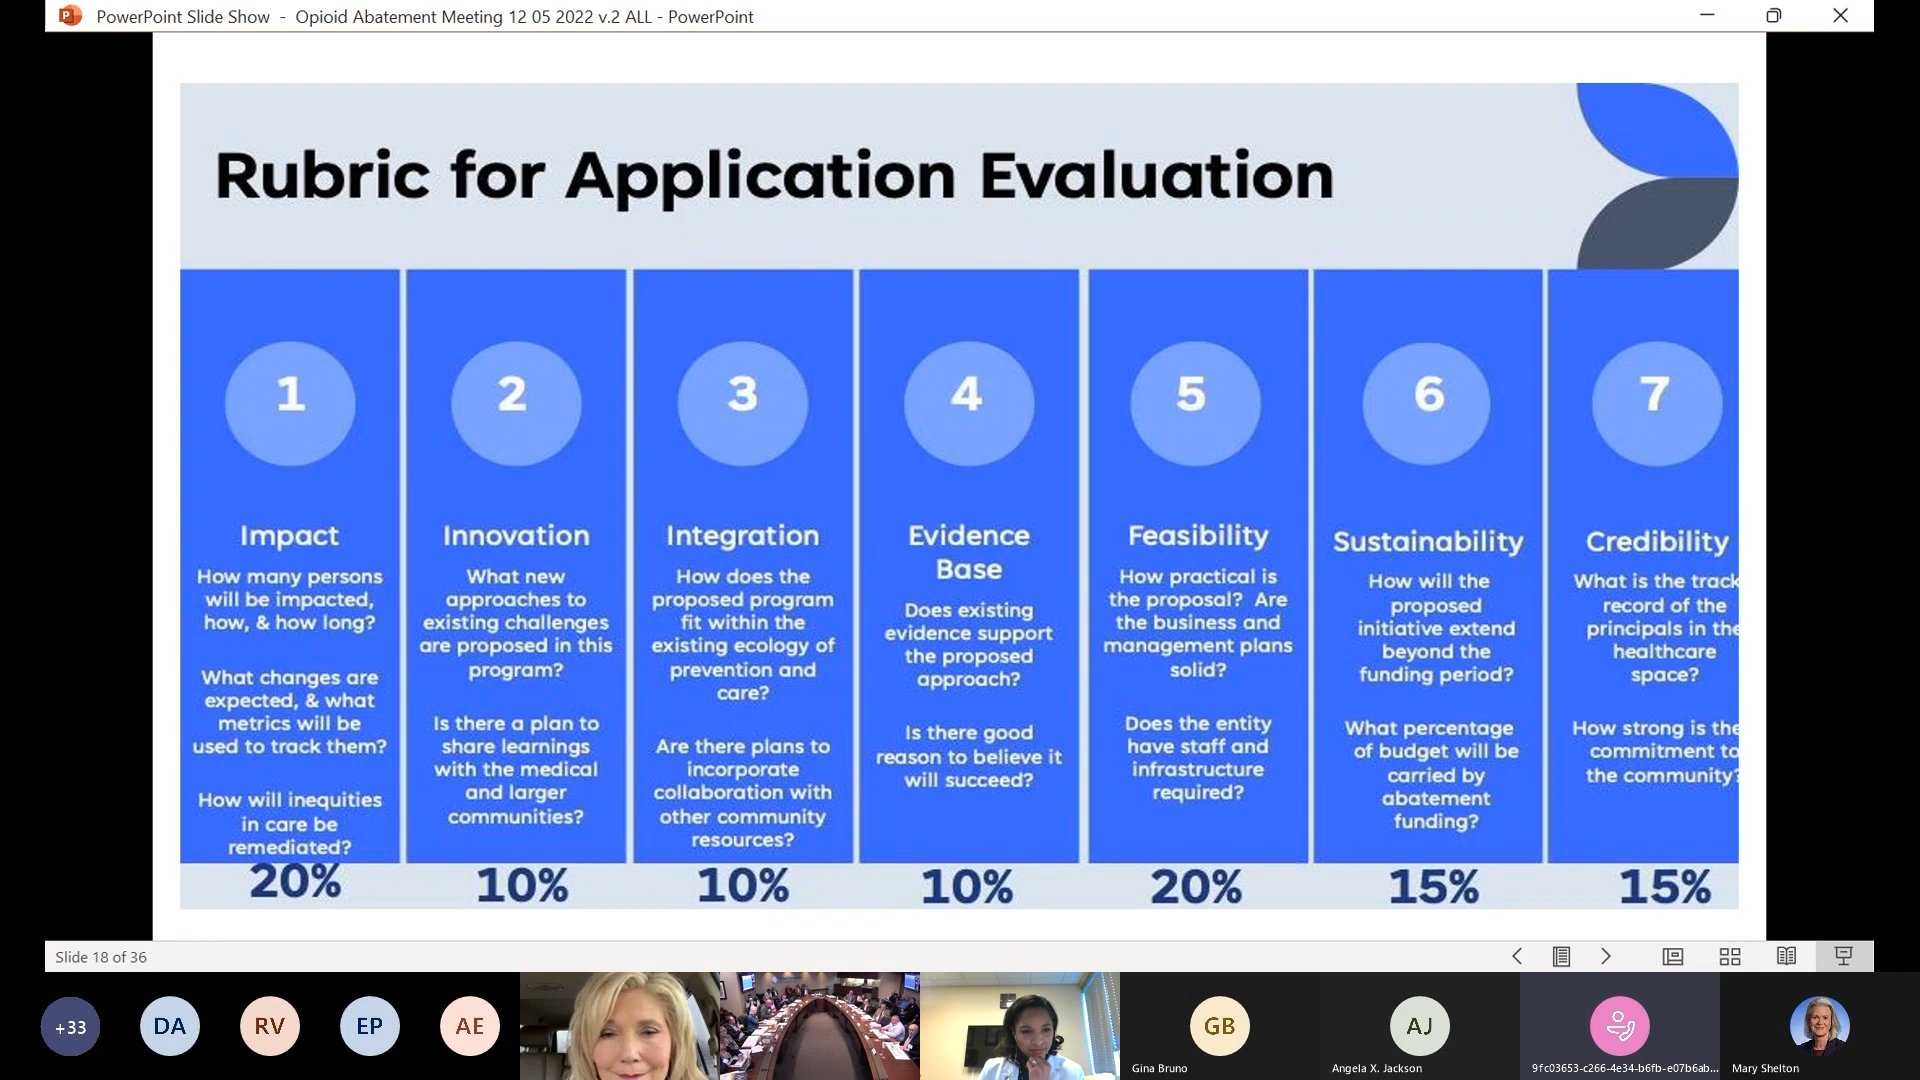 PowerPoint Slide Show - Opioid Abatement Meeting 12 05 2022 v.2 ALL - PowerPoint
Rubric for Application Evaluation
1
Impact
How many persons
will be impacted,
how, & how long?
What changes are
expected, & what
metrics will be
used to track them?
How will inequities
in care be
remediated?
20%
2
Innovation
What new
approaches to
existing challenges
are proposed in this
program?
Is there a plan to
share learnings
with the medical
and larger
communities?
10%
3
Integration
How does the
proposed program
fit within the
existing ecology of
prevention and
care?
Are there plans to
incorporate
collaboration with
other community
resources?
10%
4
Evidence
Base
Does existing
evidence support
the proposed
approach?
Is there good
reason to believe it
will succeed?
10%
5
Feasibility
How practical is
the proposal? Are
the business and
management plans
solid?
Does the entity
have staff and
infrastructure
required?
20%
6
Sustainability
How will the
proposed
initiative extend
beyond the
funding period?
What percentage
of budget will be
carried by
abatement
funding?
15%
7
Credibility
What is the track
record of the
principals in the
healthcare
space?
How strong is the
commitment to
the community?
15%
Slide 18 of 36
+33
DA
RV
EP
AE
GB
Gina Bruno
AJ
Angela X. Jackson
9fc03653-c266-4e34-b6fb-e07b6ab...
Mary Shelton